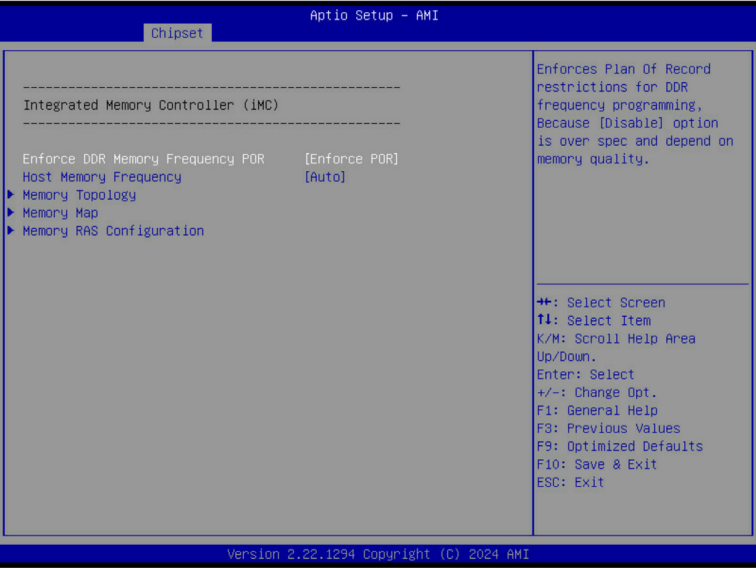 Aptio Setup – AMI
Chipset
------------------------------------------------------------
Integrated Memory Controller (iMC)
------------------------------------------------------------
Enforce DDR Memory Frequency POR [Enforce POR]
Host Memory Frequency [Auto]
Memory Topology
Memory Map
Memory RAS Configuration
Enforces Plan Of Record
restrictions for DDR
frequency programming,
Because [Disable] option
is over spec and depend on
memory quality.
→←: Select Screen
↑↓: Select Item
K/M: Scroll Help Area
Up/Down.
Enter: Select
+/-: Change Opt.
F1: General Help
F3: Previous Values
F9: Optimized Defaults
F10: Save & Exit
ESC: Exit
Version 2.22.1294 Copyright (C) 2024 AMI